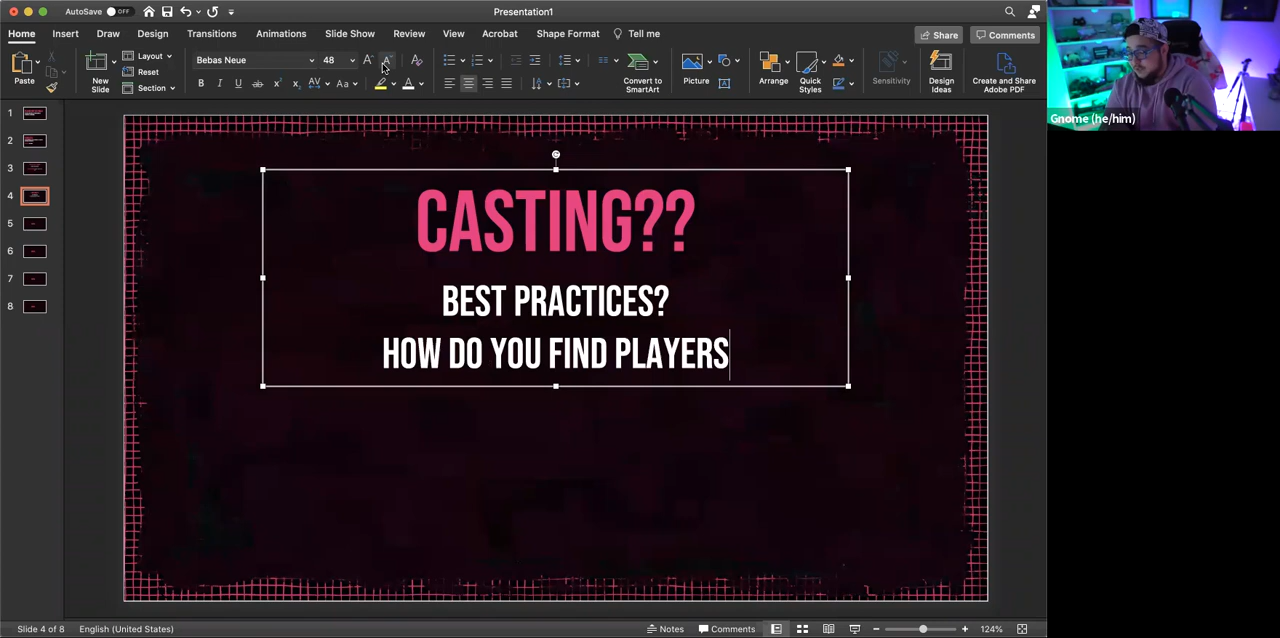 AutoSave OFF
Presentation1
Home Insert Draw Design Transitions Animations Slide Show Review View Acrobat Shape Format Tell me
Share Comments
Paste
New Slide
Layout
Reset
Section
Bebas Neue 48
Convert to SmartArt
Picture
Arrange
Quick Styles
Sensitivity
Design Ideas
Create and Share Adobe PDF
Gnome (he/him)
1
2
3
4
5
6
7
8
CASTING??
BEST PRACTICES?
HOW DO YOU FIND PLAYERS
Slide 4 of 8 English (United States) Notes Comments 124%